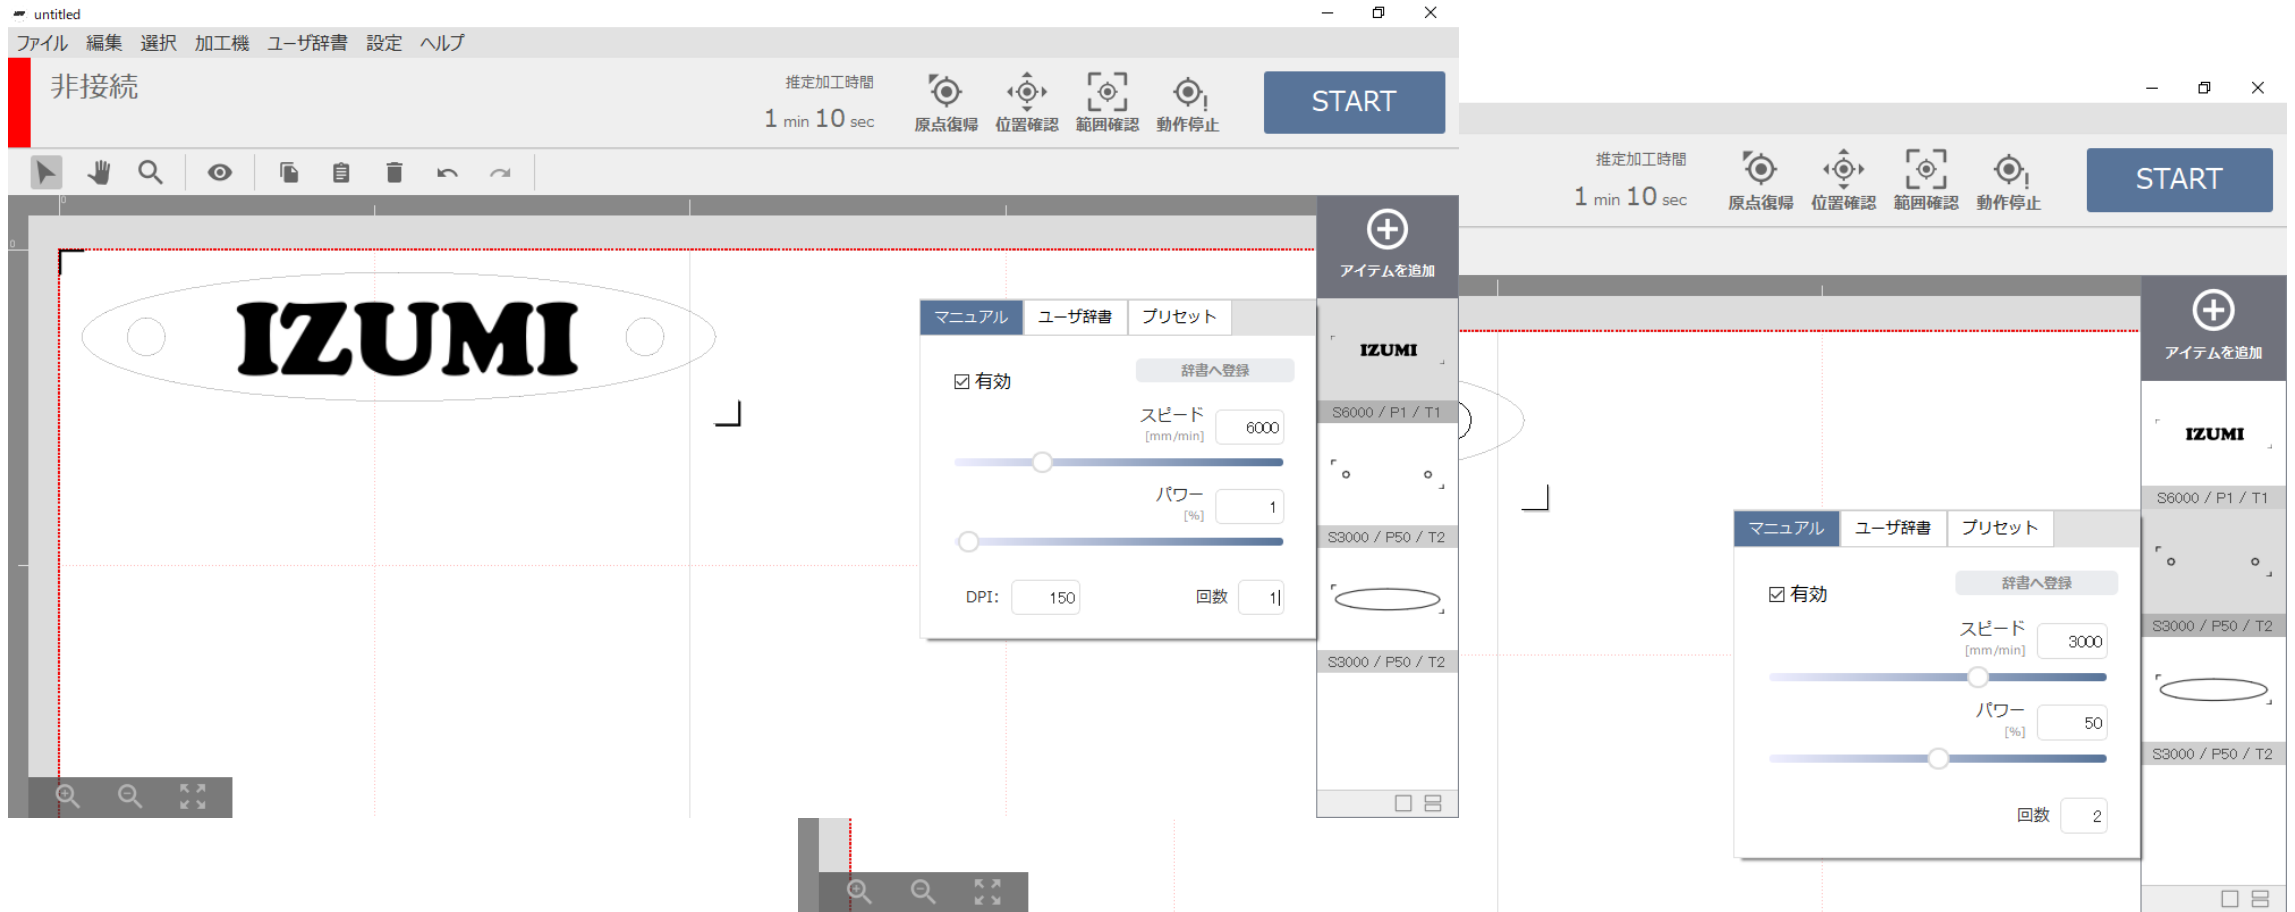 untitled
ファイル 編集 選択 加工機 ユーザ辞書 設定 ヘルプ
非接続
推定加工時間
1 min 10 sec
原点復帰 位置確認 範囲確認 動作停止
START
0
0
IZUMI
アイテムを追加
IZUMI
S6000 / P1 / T1
S3000 / P50 / T2
S3000 / P50 / T2
マニュアル ユーザ辞書 プリセット
有効
辞書へ登録
スピード 6000
[mm/min]
パワー 1
[%]
DPI: 150 回数 1
推定加工時間
1 min 10 sec
原点復帰 位置確認 範囲確認 動作停止
START
アイテムを追加
IZUMI
S6000 / P1 / T1
S3000 / P50 / T2
S3000 / P50 / T2
マニュアル ユーザ辞書 プリセット
有効
辞書へ登録
スピード 3000
[mm/min]
パワー 50
[%]
回数 2